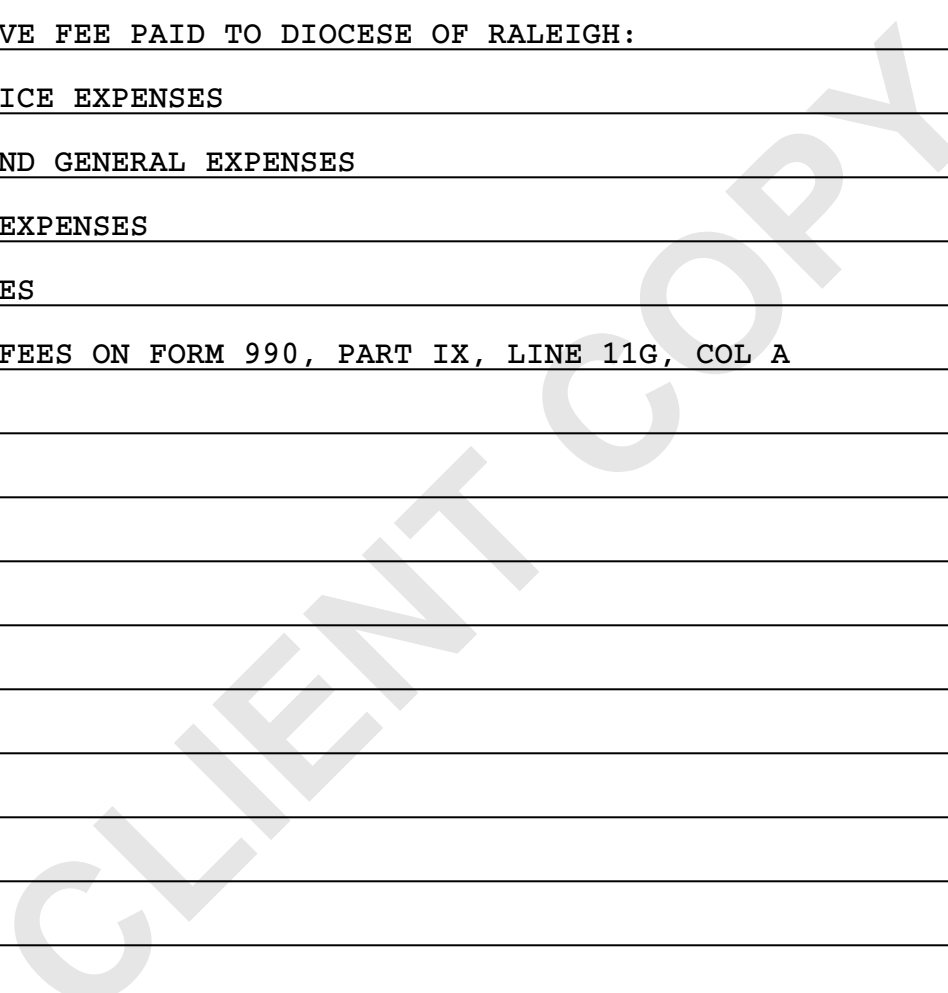 VE FEE PAID TO DIOCESE OF RALEIGH:
ICE EXPENSES
ND GENERAL EXPENSES
EXPENSES
ES
FEES ON FORM 990, PART IX, LINE 11G, COL A
CLIENT COPY